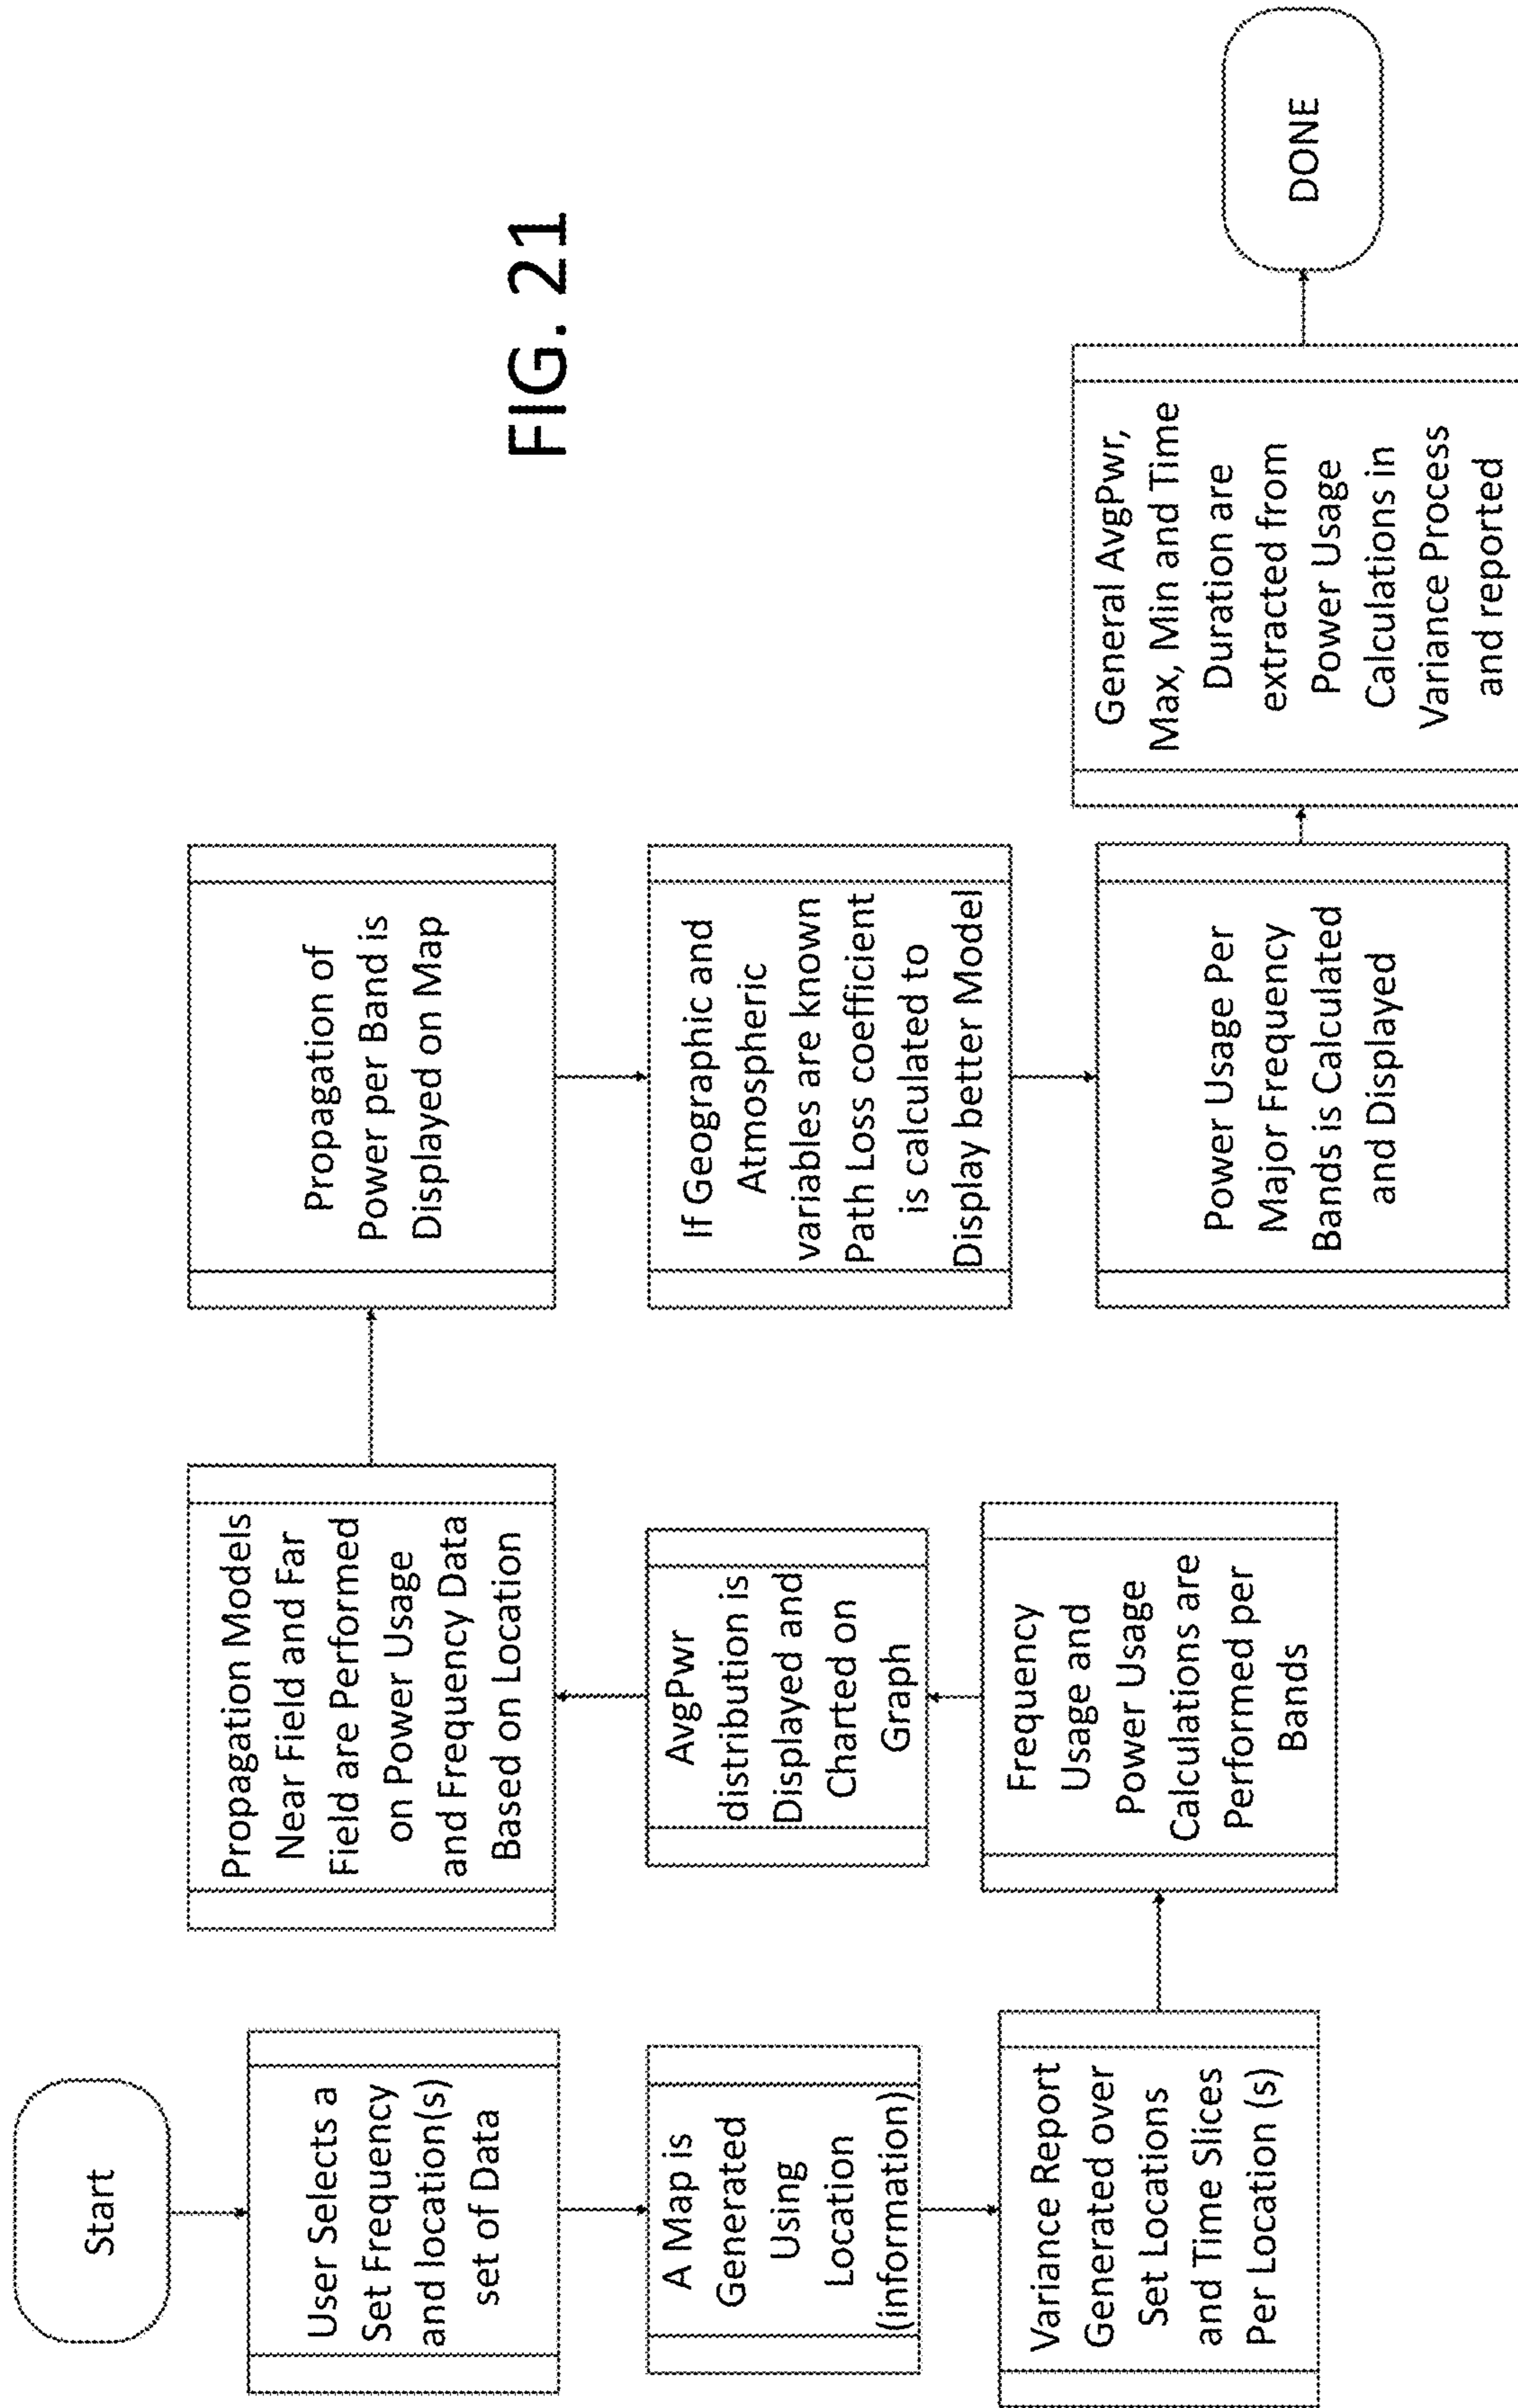 Start
User Selects a
Set Frequency
and location(s)
set of Data
A Map is
Generated
Using
Location
(information)
Variance Report
Generated over
Set Locations
and Time Slices
Per Location (s)
Frequency
Usage and
Power Usage
Calculations are
Performed per
Bands
AvgPwr
distribution is
Displayed and
Charted on
Graph
Propagation Models
Near Field and Far
Field are Performed
on Power Usage
and Frequency Data
Based on Location
Propagation of
Power per Band is
Displayed on Map
If Geographic and
Atmospheric
variables are known
Path Loss coefficient
is calculated to
Display better Model
Power Usage Per
Major Frequency
Bands is Calculated
and Displayed
General AvgPwr,
Max, Min and Time
Duration are
extracted from
Power Usage
Calculations in
Variance Process
and reported
DONE
FIG. 21